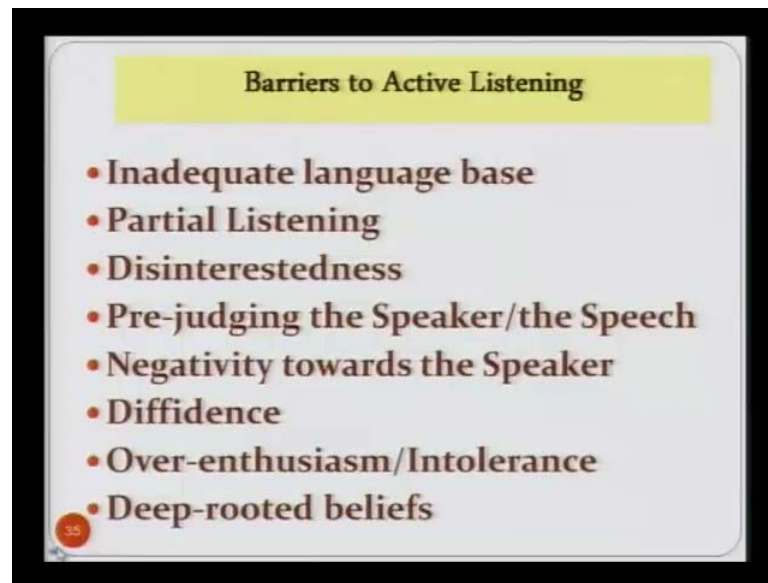 Barriers to Active Listening
• Inadequate language base
• Partial Listening
• Disinterestedness
• Pre-judging the Speaker/the Speech
• Negativity towards the Speaker
• Diffidence
• Over-enthusiasm/Intolerance
• Deep-rooted beliefs
35